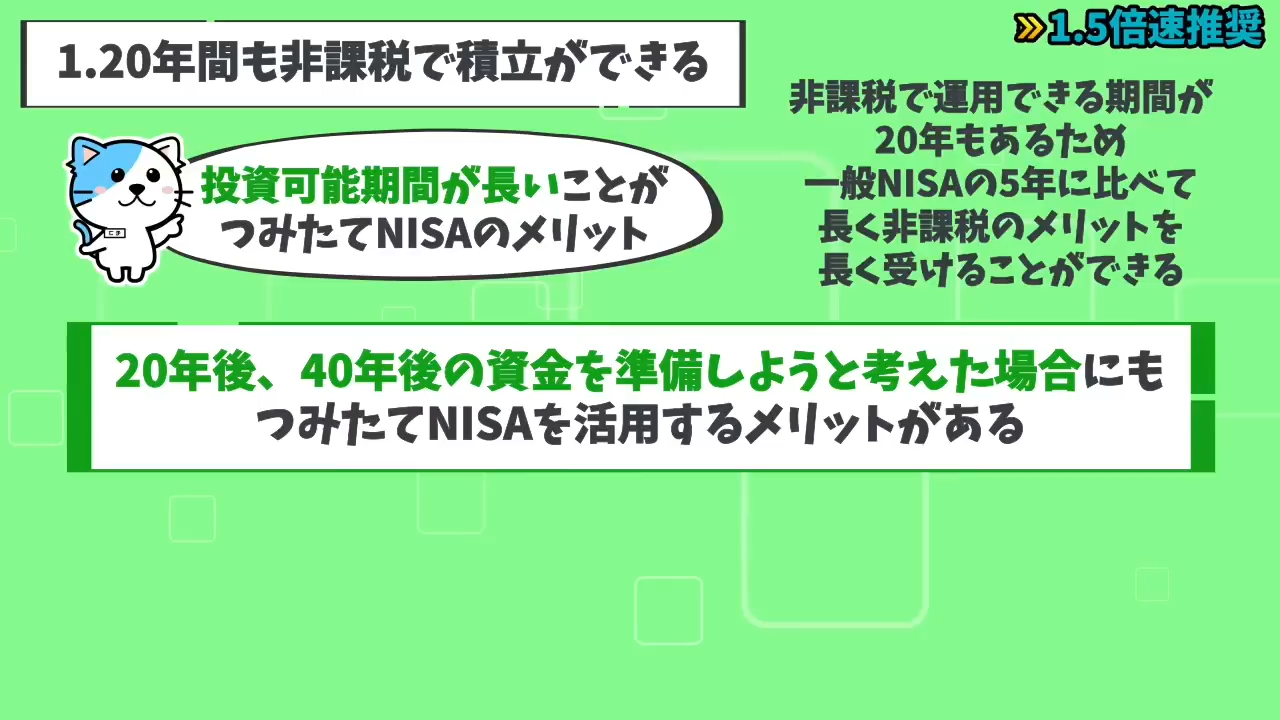 1.20年間も非課税で積立ができる
1.5倍速推奨
投資可能期間が長いことが
つみたてNISAのメリット
非課税で運用できる期間が
20年もあるため
一般NISAの5年に比べて
長く非課税のメリットを
長く受けることができる
20年後、40年後の資金を準備しようと考えた場合にも
つみたてNISAを活用するメリットがある